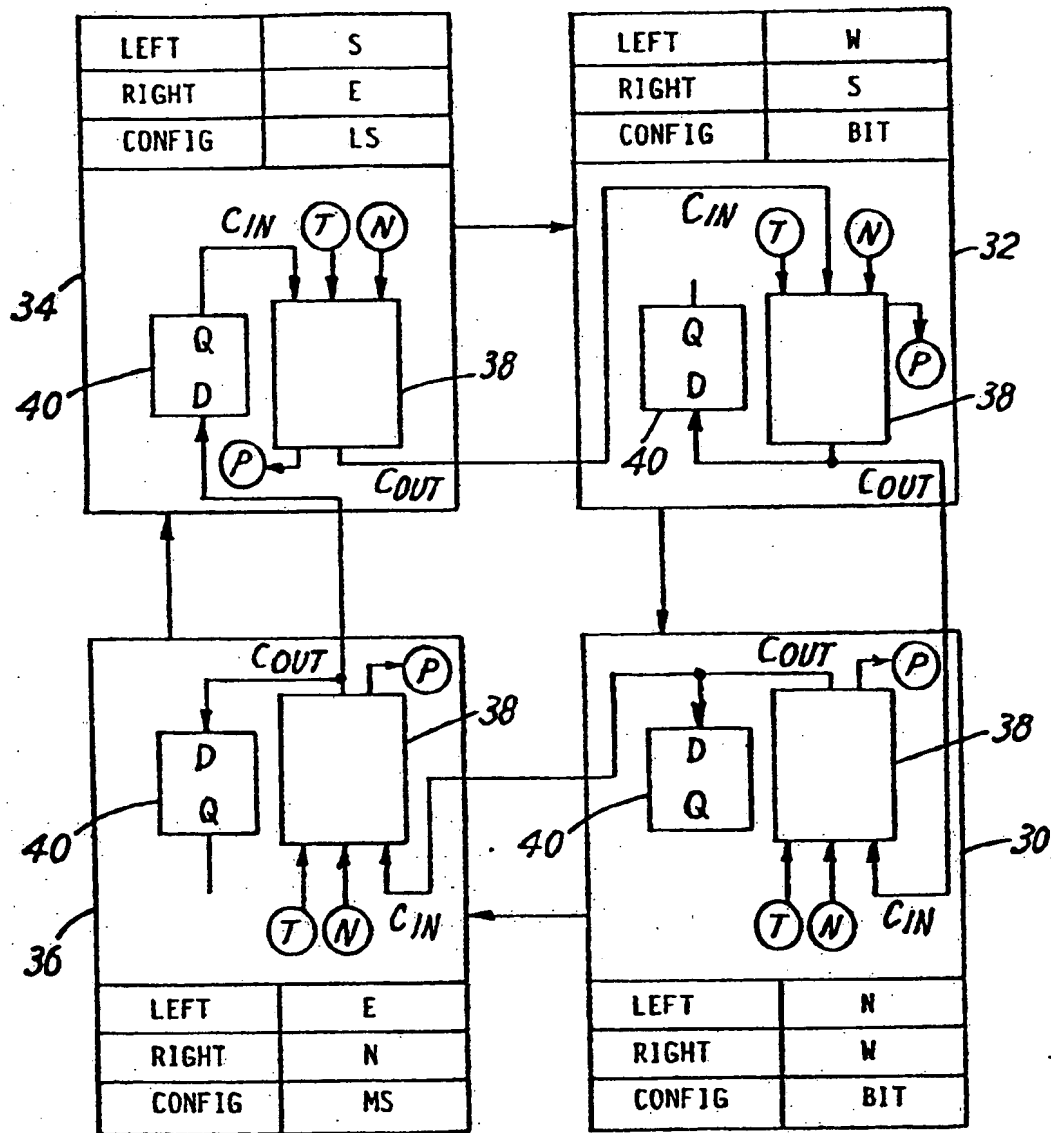 LEFT S
RIGHT E
CONFIG LS
LEFT W
RIGHT S
CONFIG BIT
CIN
T N
34
Q
D
40
38
P
COUT
CIN
T N
32
Q
D
40
P
38
COUT
COUT
P
D
Q
40
38
T N
CIN
36
COUT
P
D
Q
40
38
T N
CIN
30
LEFT E
RIGHT N
CONFIG MS
LEFT N
RIGHT W
CONFIG BIT